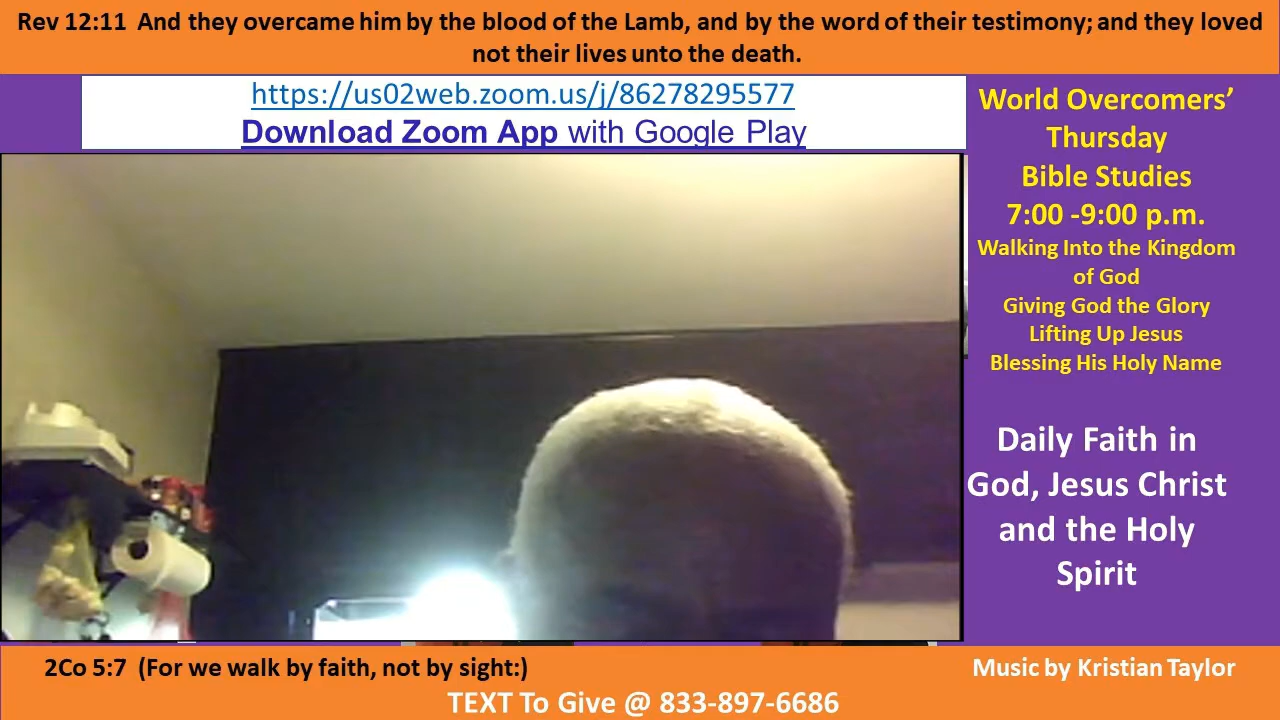 Rev 12:11  And they overcame him by the blood of the Lamb, and by the word of their testimony; and they loved
not their lives unto the death.
https://us02web.zoom.us/j/86278295577
Download Zoom App with Google Play
World Overcomers’
Thursday
Bible Studies
7:00 -9:00 p.m.
Walking Into the Kingdom
of God
Giving God the Glory
Lifting Up Jesus
Blessing His Holy Name
Daily Faith in
God, Jesus Christ
and the Holy
Spirit
2Co 5:7  (For we walk by faith, not by sight:)
Music by Kristian Taylor
TEXT To Give @ 833-897-6686